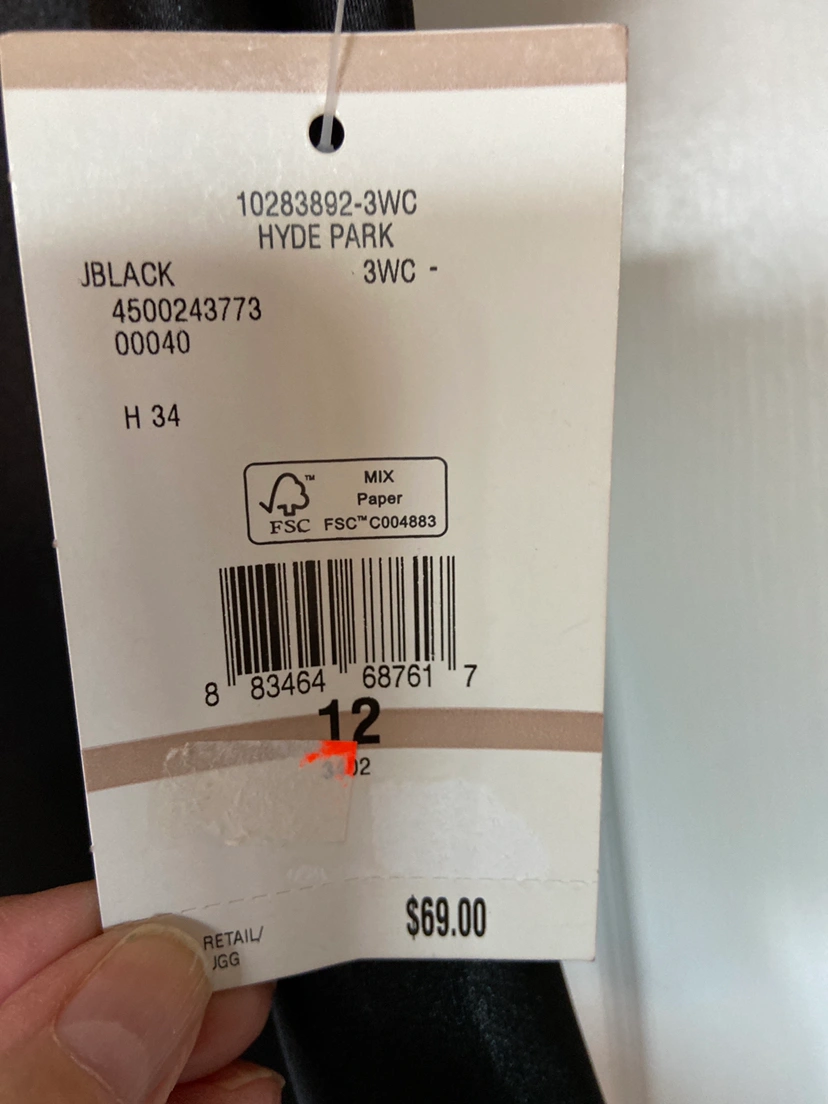 10283892-3WC
HYDE PARK
JBLACK 3WC -
4500243773
00040
H 34
MIX
Paper
FSC™ C004883
FSC
8 83464 68761 7
12
$69.00
RETAIL/
JGG